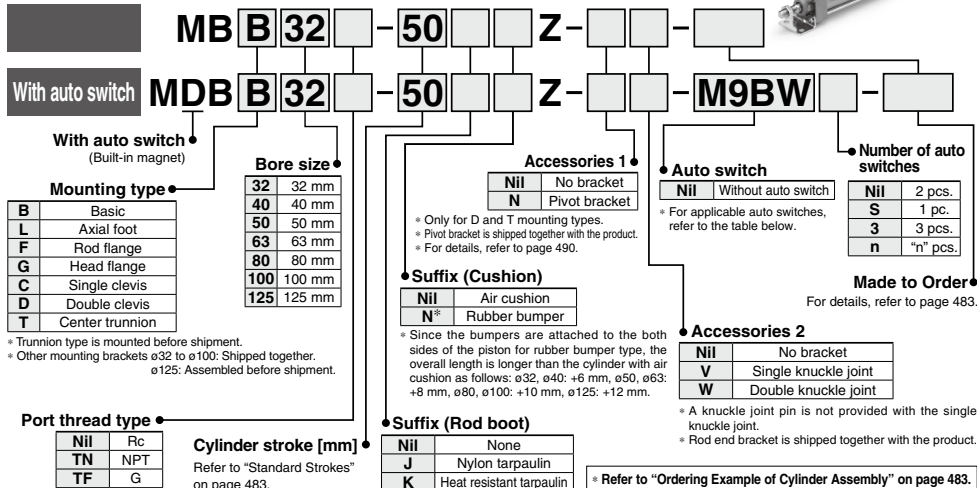 MB B 32 - 50 Z - -
With auto switch MDB B 32 - 50 Z - - M9BW -
With auto switch
(Built-in magnet)
Mounting type
B Basic
L Axial foot
F Rod flange
G Head flange
C Single clevis
D Double clevis
T Center trunnion
∗ Trunnion type is mounted before shipment.
∗ Other mounting brackets ø32 to ø100: Shipped together.
ø125: Assembled before shipment.
Bore size
32 32 mm
40 40 mm
50 50 mm
63 63 mm
80 80 mm
100 100 mm
125 125 mm
Port thread type
Nil Rc
TN NPT
TF G
Cylinder stroke [mm]
Refer to “Standard Strokes”
on page 483.
Accessories 1
Nil No bracket
N Pivot bracket
∗ Only for D and T mounting types.
∗ Pivot bracket is shipped together with the product.
∗ For details, refer to page 490.
Suffix (Cushion)
Nil Air cushion
N∗ Rubber bumper
∗ Since the bumpers are attached to the both
sides of the piston for rubber bumper type, the
overall length is longer than the cylinder with air
cushion as follows: ø32, ø40: +6 mm, ø50, ø63:
+8 mm, ø80, ø100: +10 mm, ø125: +12 mm.
Suffix (Rod boot)
Nil None
J Nylon tarpaulin
K Heat resistant tarpaulin
Auto switch
Nil Without auto switch
∗ For applicable auto switches,
refer to the table below.
Number of auto
switches
Nil 2 pcs.
S 1 pc.
3 3 pcs.
n “n” pcs.
Made to Order
For details, refer to page 483.
Accessories 2
Nil No bracket
V Single knuckle joint
W Double knuckle joint
∗ A knuckle joint pin is not provided with the single
knuckle joint.
∗ Rod end bracket is shipped together with the product.
∗ Refer to “Ordering Example of Cylinder Assembly” on page 483.